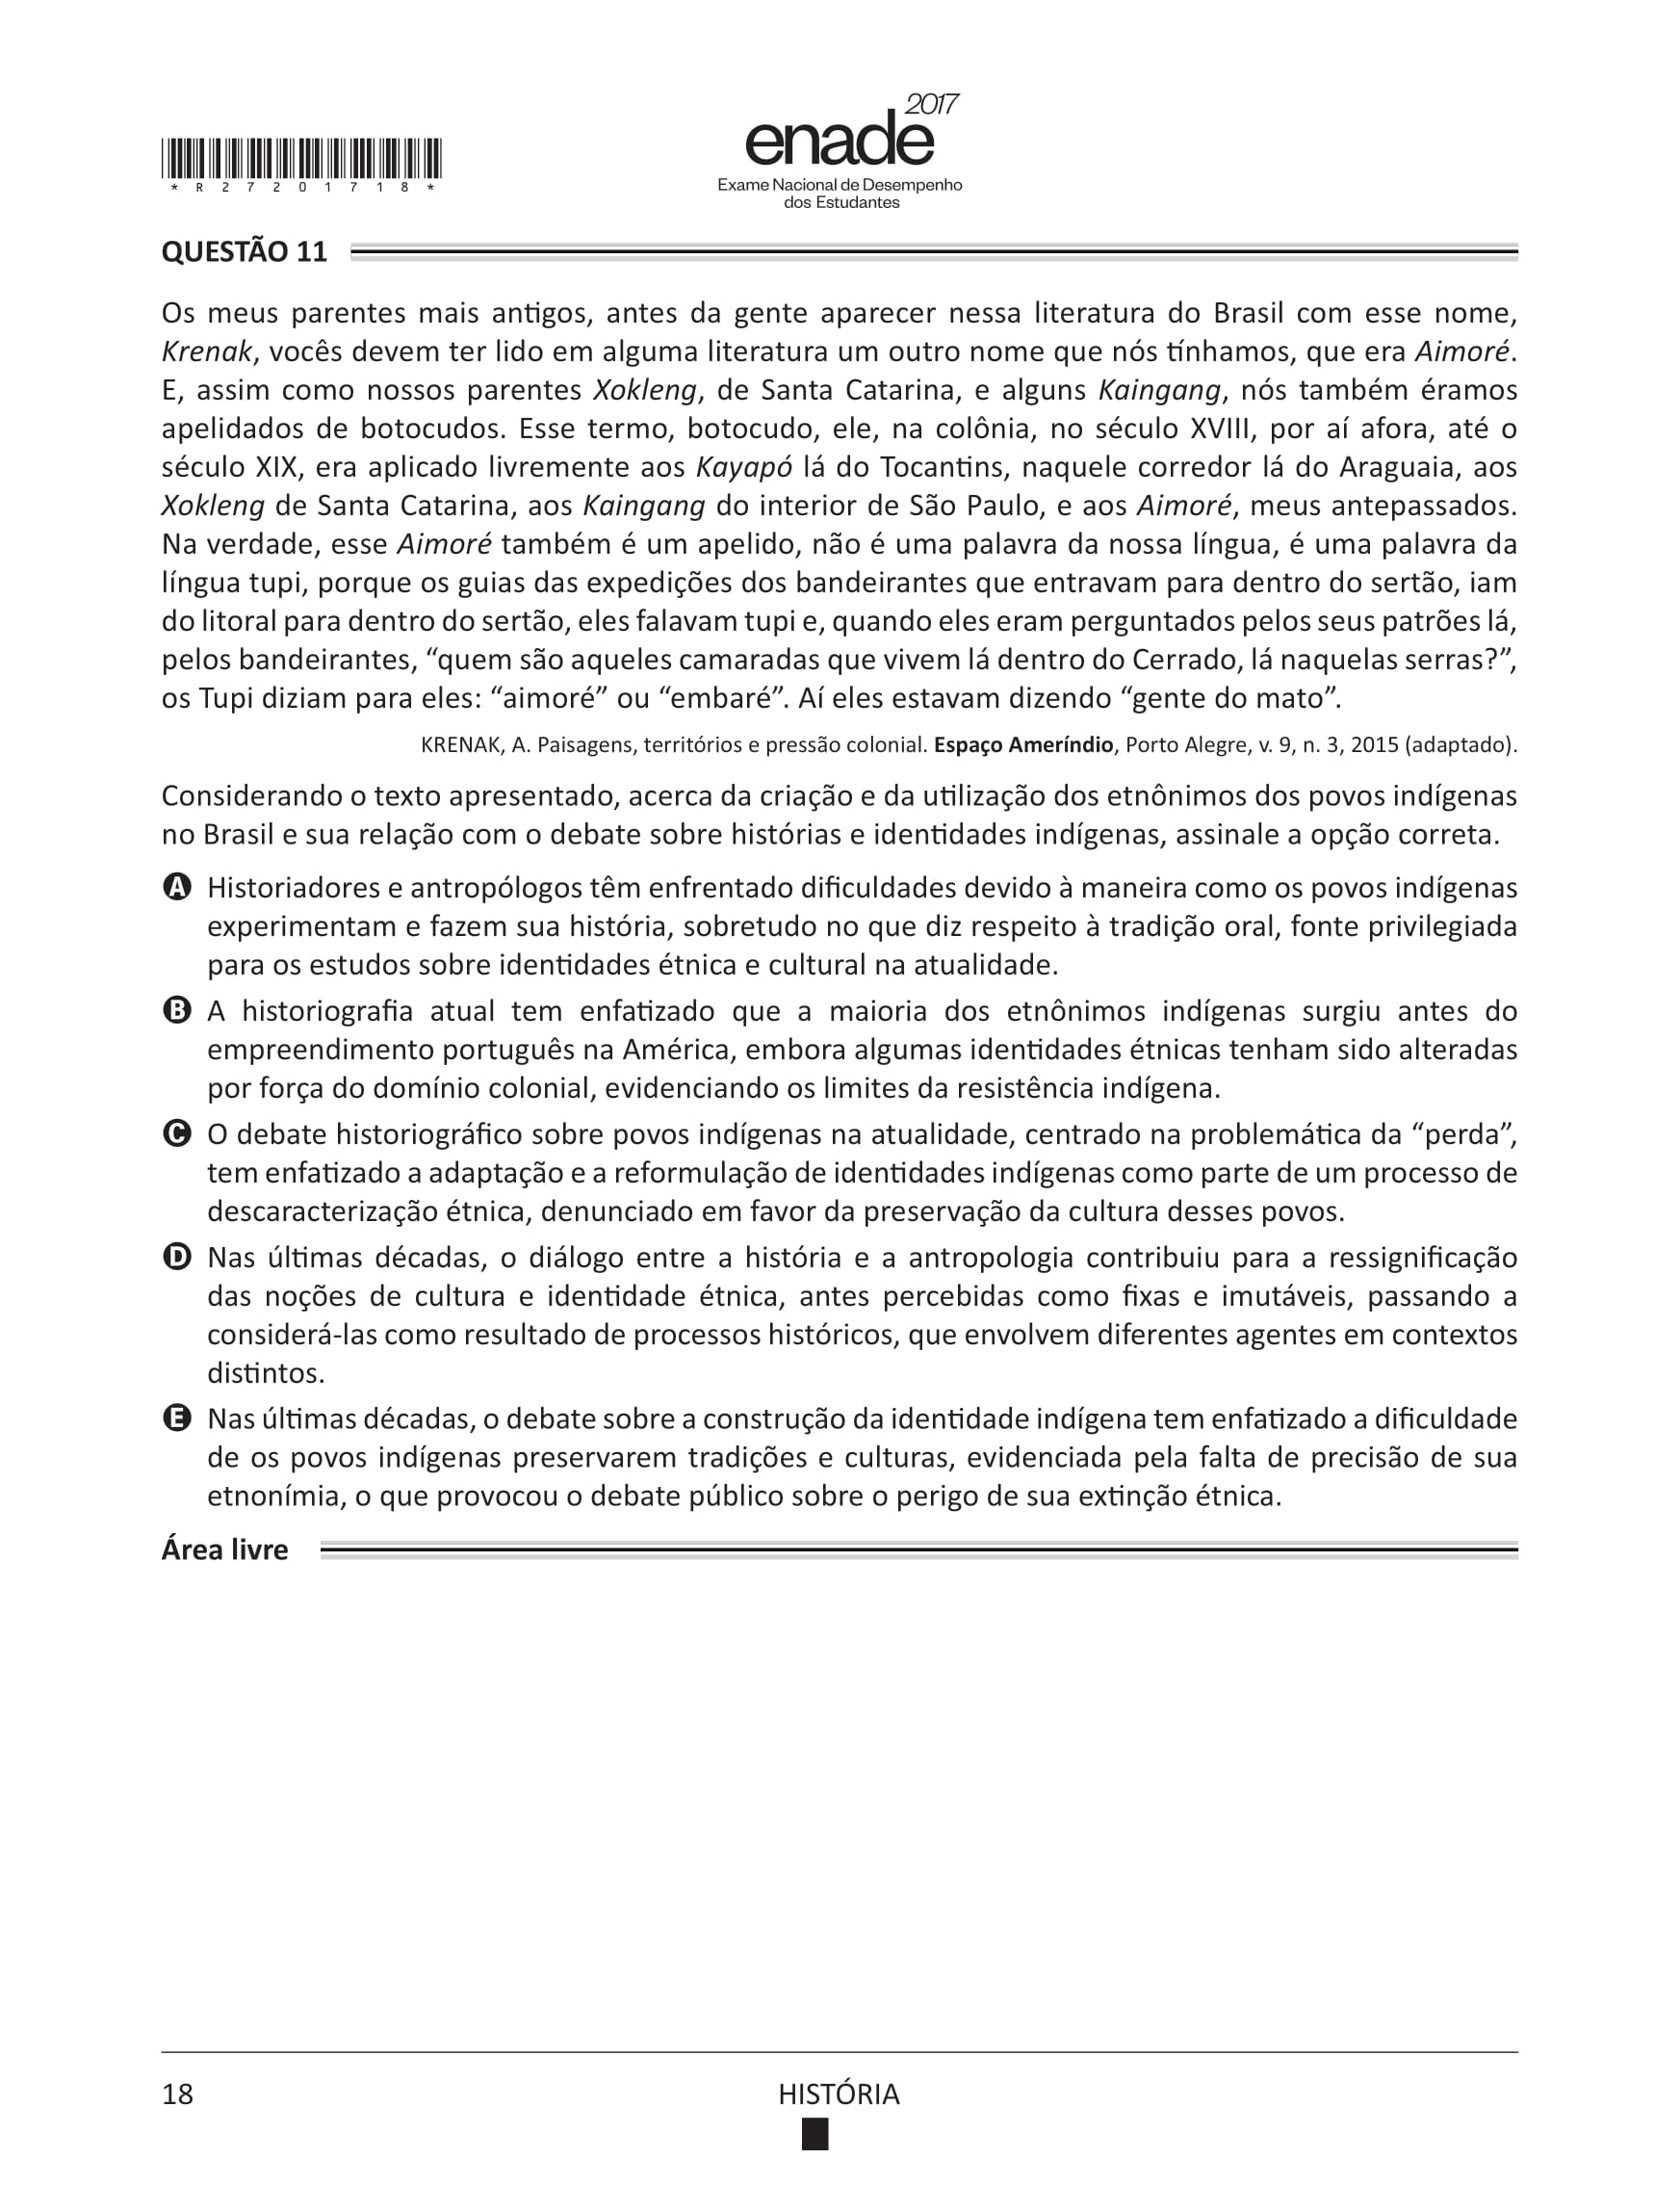 2017
enade
Exame Nacional de Desempenho
dos Estudantes
* R 2 7 2 0 1 7 1 8 *
QUESTÃO 11
Os meus parentes mais antigos, antes da gente aparecer nessa literatura do Brasil com esse nome,
Krenak, vocês devem ter lido em alguma literatura um outro nome que nós tínhamos, que era Aimoré.
E, assim como nossos parentes Xokleng, de Santa Catarina, e alguns Kaingang, nós também éramos
apelidados de botocudos. Esse termo, botocudo, ele, na colônia, no século XVIII, por aí afora, até o
século XIX, era aplicado livremente aos Kayapó lá do Tocantins, naquele corredor lá do Araguaia, aos
Xokleng de Santa Catarina, aos Kaingang do interior de São Paulo, e aos Aimoré, meus antepassados.
Na verdade, esse Aimoré também é um apelido, não é uma palavra da nossa língua, é uma palavra da
língua tupi, porque os guias das expedições dos bandeirantes que entravam para dentro do sertão, iam
do litoral para dentro do sertão, eles falavam tupi e, quando eles eram perguntados pelos seus patrões lá,
pelos bandeirantes, “quem são aqueles camaradas que vivem lá dentro do Cerrado, lá naquelas serras?”,
os Tupi diziam para eles: “aimoré” ou “embaré”. Aí eles estavam dizendo “gente do mato”.
KRENAK, A. Paisagens, territórios e pressão colonial. Espaço Ameríndio, Porto Alegre, v. 9, n. 3, 2015 (adaptado).
Considerando o texto apresentado, acerca da criação e da utilização dos etnônimos dos povos indígenas
no Brasil e sua relação com o debate sobre histórias e identidades indígenas, assinale a opção correta.
A Historiadores e antropólogos têm enfrentado dificuldades devido à maneira como os povos indígenas
experimentam e fazem sua história, sobretudo no que diz respeito à tradição oral, fonte privilegiada
para os estudos sobre identidades étnica e cultural na atualidade.
B A historiografia atual tem enfatizado que a maioria dos etnônimos indígenas surgiu antes do
empreendimento português na América, embora algumas identidades étnicas tenham sido alteradas
por força do domínio colonial, evidenciando os limites da resistência indígena.
C O debate historiográfico sobre povos indígenas na atualidade, centrado na problemática da “perda”,
tem enfatizado a adaptação e a reformulação de identidades indígenas como parte de um processo de
descaracterização étnica, denunciado em favor da preservação da cultura desses povos.
D Nas últimas décadas, o diálogo entre a história e a antropologia contribuiu para a ressignificação
das noções de cultura e identidade étnica, antes percebidas como fixas e imutáveis, passando a
considerá-las como resultado de processos históricos, que envolvem diferentes agentes em contextos
distintos.
E Nas últimas décadas, o debate sobre a construção da identidade indígena tem enfatizado a dificuldade
de os povos indígenas preservarem tradições e culturas, evidenciada pela falta de precisão de sua
etnonímia, o que provocou o debate público sobre o perigo de sua extinção étnica.
Área livre
18
HISTÓRIA